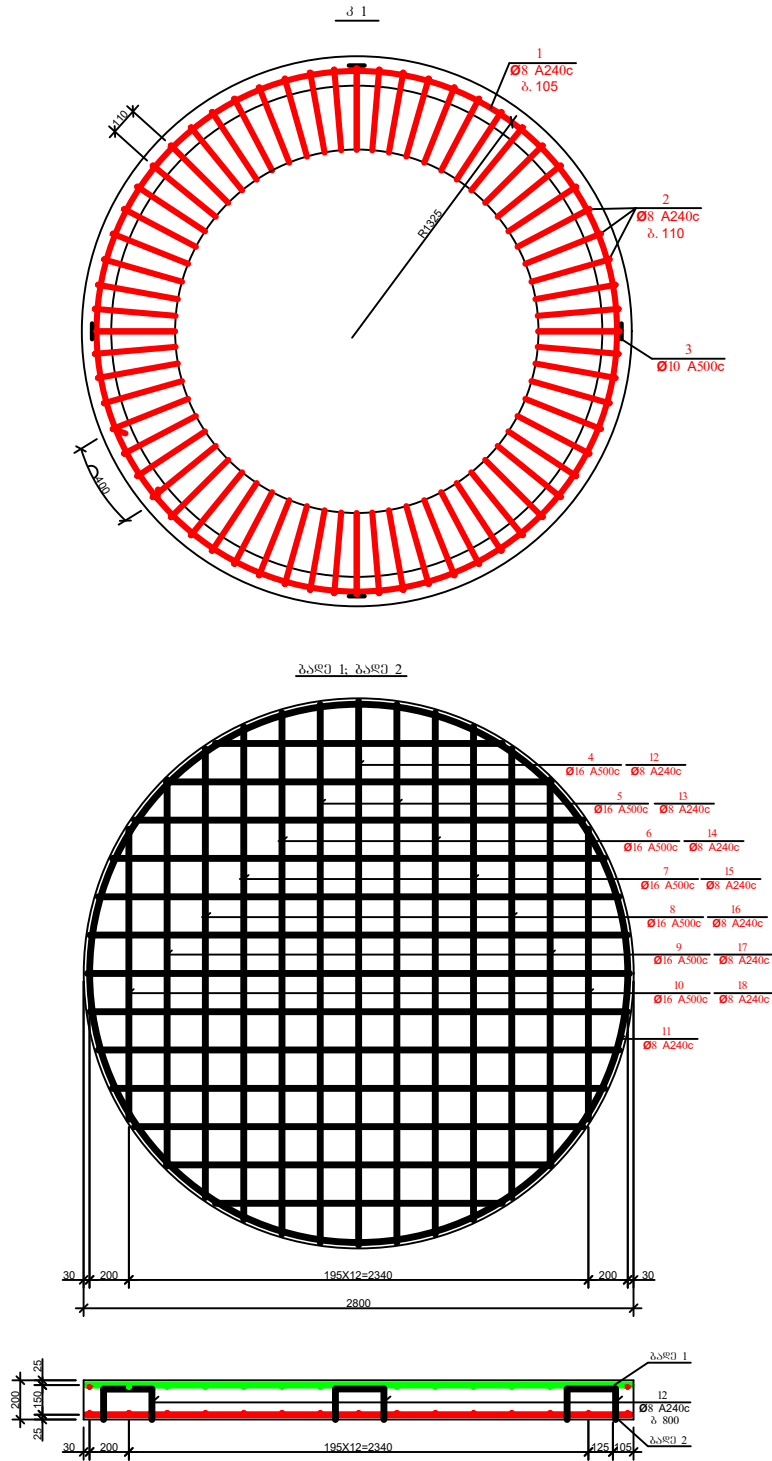 კ 1
1
Ø8 A240c
ბ. 105
110
R1325
2
Ø8 A240c
ბ. 110
3
Ø10 A500c
400
ბადე 1; ბადე 2
4 12
Ø16 A500c Ø8 A240c
5 13
Ø16 A500c Ø8 A240c
6 14
Ø16 A500c Ø8 A240c
7 15
Ø16 A500c Ø8 A240c
8 16
Ø16 A500c Ø8 A240c
9 17
Ø16 A500c Ø8 A240c
10 18
Ø16 A500c Ø8 A240c
11
Ø8 A240c
30 200 195X12=2340 200 30
2800
ბადე 1
25
200
150
25
12
Ø8 A240c
ბ 800
ბადე 2
30 200 195X12=2340 125 105